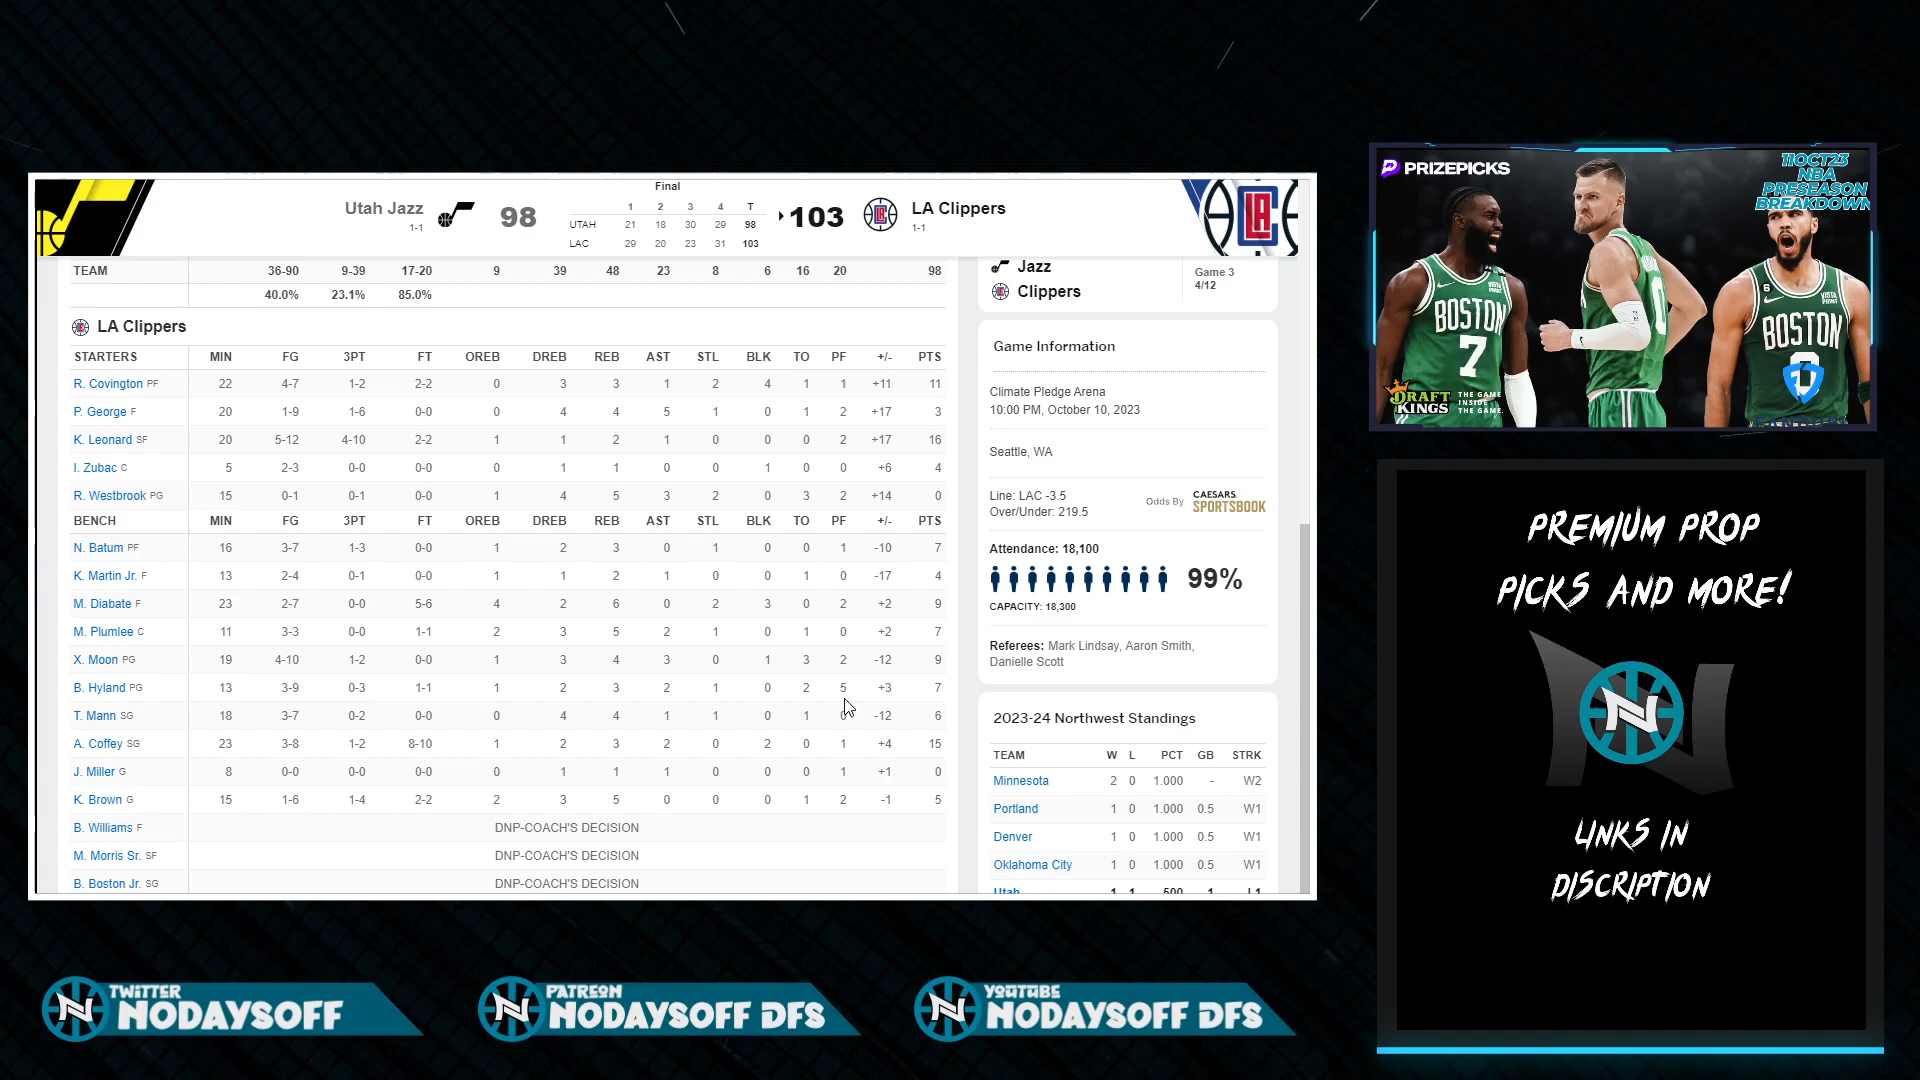 Final
Utah Jazz
1-1
98
1 2 3 4 T
UTAH 21 18 30 29 98
LAC 29 20 23 31 103
103
LA Clippers
1-1
TEAM 36-90 9-39 17-20 9 39 48 23 8 6 16 20 98
40.0% 23.1% 85.0%
LA Clippers
STARTERS MIN FG 3PT FT OREB DREB REB AST STL BLK TO PF +/- PTS
R. Covington PF 22 4-7 1-2 2-2 0 3 3 1 2 4 1 1 +11 11
P. George F 20 1-9 1-6 0-0 0 4 4 5 1 0 1 2 +17 3
K. Leonard SF 20 5-12 4-10 2-2 1 1 2 1 0 0 0 2 +17 16
I. Zubac C 5 2-3 0-0 0-0 0 1 1 0 0 1 0 0 +6 4
R. Westbrook PG 15 0-1 0-1 0-0 1 4 5 3 2 0 3 2 +14 0
BENCH MIN FG 3PT FT OREB DREB REB AST STL BLK TO PF +/- PTS
N. Batum PF 16 3-7 1-3 0-0 1 2 3 0 1 0 0 1 -10 7
K. Martin Jr. F 13 2-4 0-1 0-0 1 1 2 1 0 0 1 0 -17 4
M. Diabate F 23 2-7 0-0 5-6 4 2 6 0 2 3 0 2 +2 9
M. Plumlee C 11 3-3 0-0 1-1 2 3 5 2 1 0 1 0 +2 7
X. Moon PG 19 4-10 1-2 0-0 1 3 4 3 0 1 3 2 -12 9
B. Hyland PG 13 3-9 0-3 1-1 1 2 3 2 1 0 2 5 +3 7
T. Mann SG 18 3-7 0-2 0-0 0 4 4 1 1 0 1 0 -12 6
A. Coffey SG 23 3-8 1-2 8-10 1 2 3 2 0 2 0 1 +4 15
J. Miller G 8 0-0 0-0 0-0 0 1 1 1 0 0 0 1 +1 0
K. Brown G 15 1-6 1-4 2-2 2 3 5 0 0 0 1 2 -1 5
B. Williams F DNP-COACH'S DECISION
M. Morris Sr. SF DNP-COACH'S DECISION
B. Boston Jr. SG DNP-COACH'S DECISION
Jazz
Clippers
Game 3
4/12
Game Information
Climate Pledge Arena
10:00 PM, October 10, 2023
Seattle, WA
Line: LAC -3.5
Over/Under: 219.5
Odds By CAESARS SPORTSBOOK
Attendance: 18,100
99%
CAPACITY: 18,300
Referees: Mark Lindsay, Aaron Smith,
Danielle Scott
2023-24 Northwest Standings
TEAM W L PCT GB STRK
Minnesota 2 0 1.000 - W2
Portland 1 0 1.000 0.5 W1
Denver 1 0 1.000 0.5 W1
Oklahoma City 1 0 1.000 0.5 W1
Utah 1 1 .500 1 L1
PRIZEPICKS
11OCT23
NBA
PRESEASON
BREAKDOWN
BOSTON
7
BOSTON
0
6
VISTA
PRINT
DRAFT
KINGS
THE GAME
INSIDE
THE GAME.
PREMIUM PROP
PICKS AND MORE!
LINKS IN
DISCRIPTION
TWITTER
NODAYSOFF
PATREON
NODAYSOFF DFS
YOUTUBE
NODAYSOFF DFS